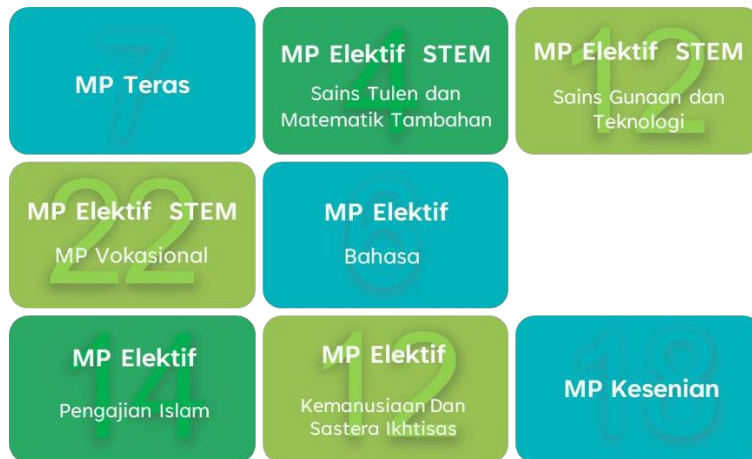 7
MP Teras
4
MP Elektif STEM
Sains Tulen dan
Matematik Tambahan
12
MP Elektif STEM
Sains Gunaan dan
Teknologi
22
MP Elektif STEM
MP Vokasional
6
MP Elektif
Bahasa
14
MP Elektif
Pengajian Islam
12
MP Elektif
Kemanusiaan Dan
Sastera Ikhtisas
18
MP Kesenian